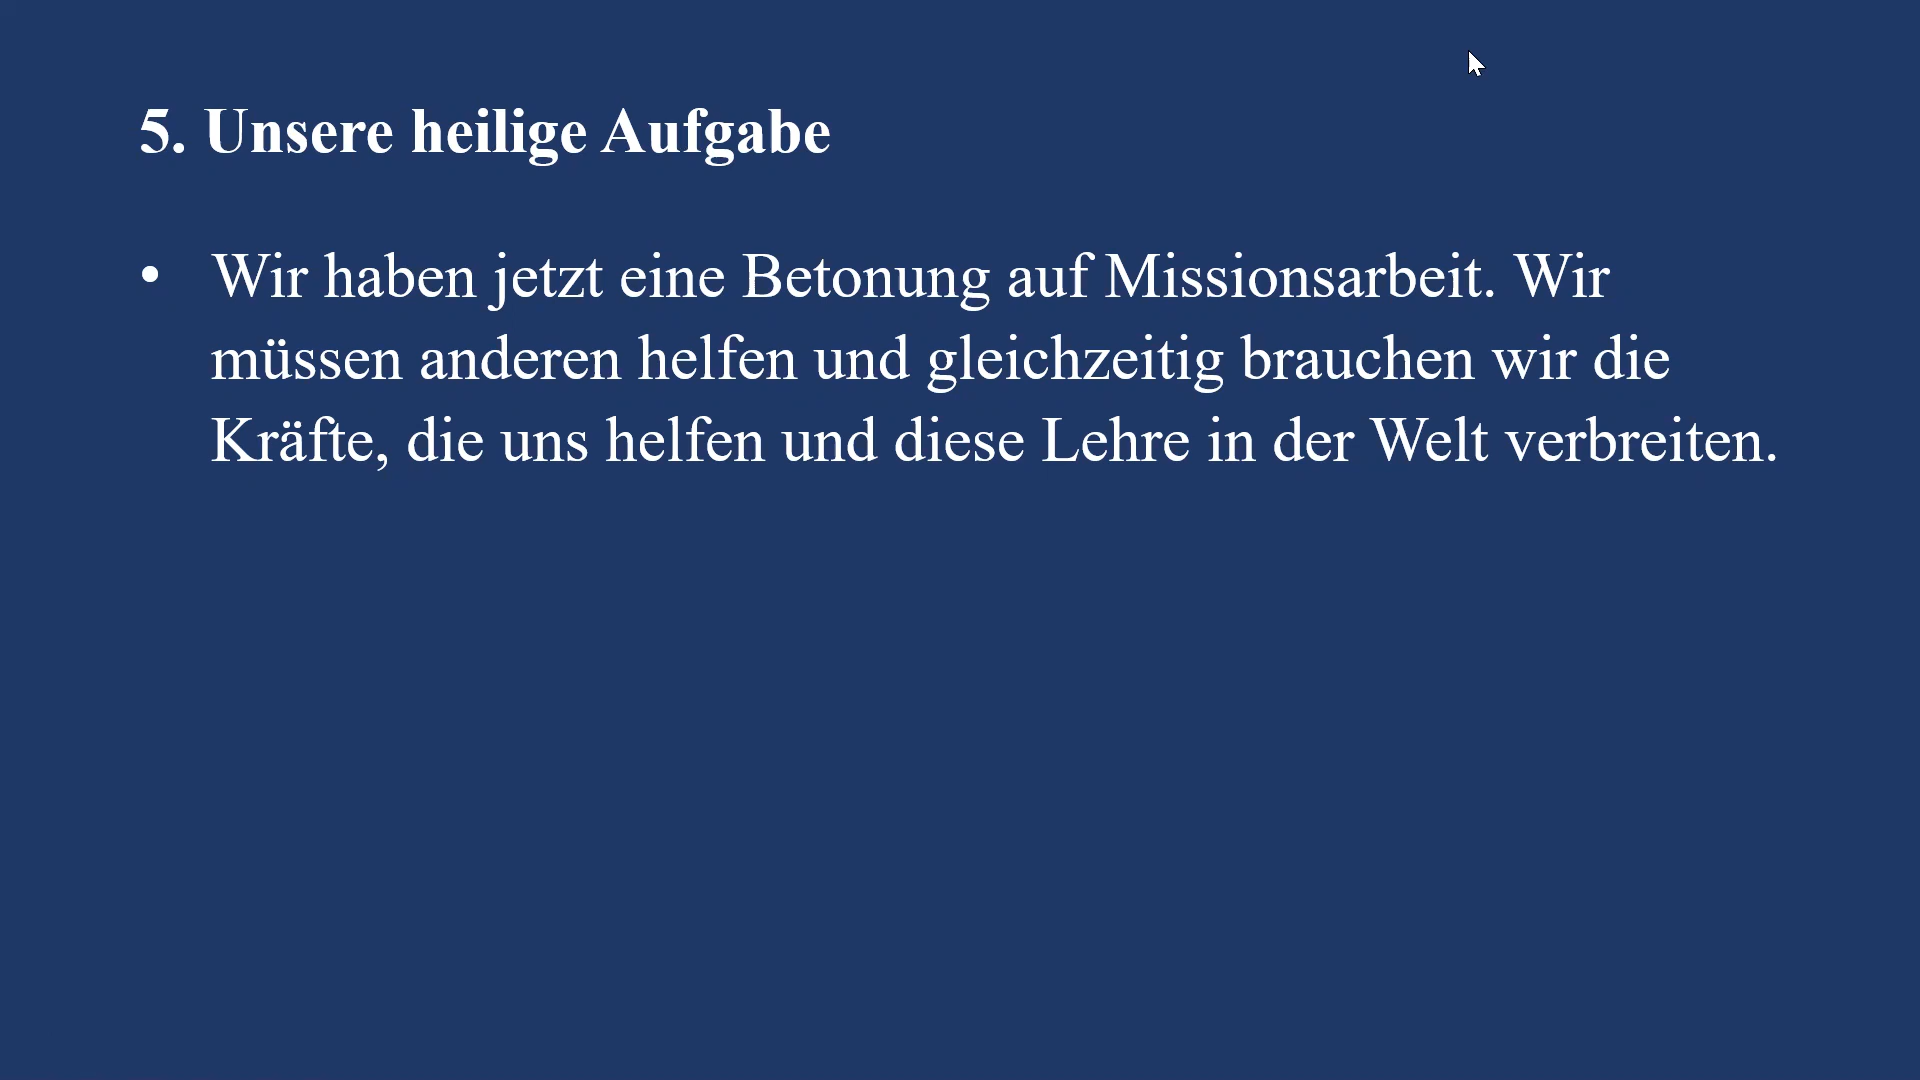 5. Unsere heilige Aufgabe
• Wir haben jetzt eine Betonung auf Missionsarbeit. Wir
müssen anderen helfen und gleichzeitig brauchen wir die
Kräfte, die uns helfen und diese Lehre in der Welt verbreiten.